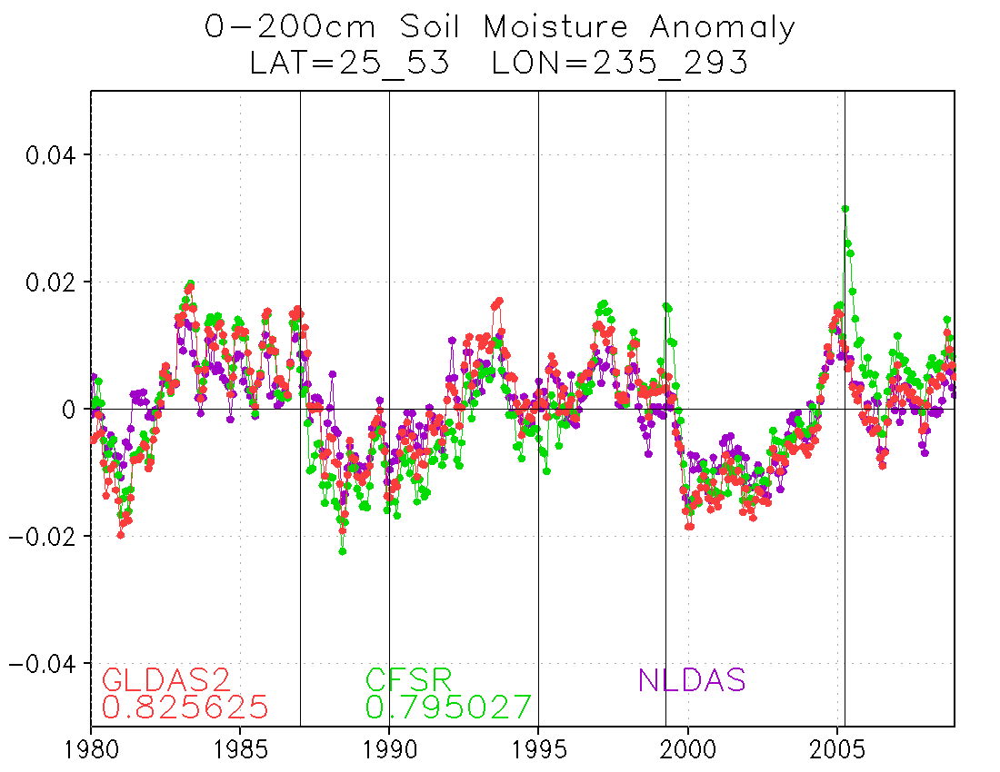 0-200cm Soil Moisture Anomaly
LAT=25_53 LON=235_293
0.04
0.02
0
-0.02
-0.04
GLDAS2 CFSR NLDAS
0.825625 0.795027
1980 1985 1990 1995 2000 2005